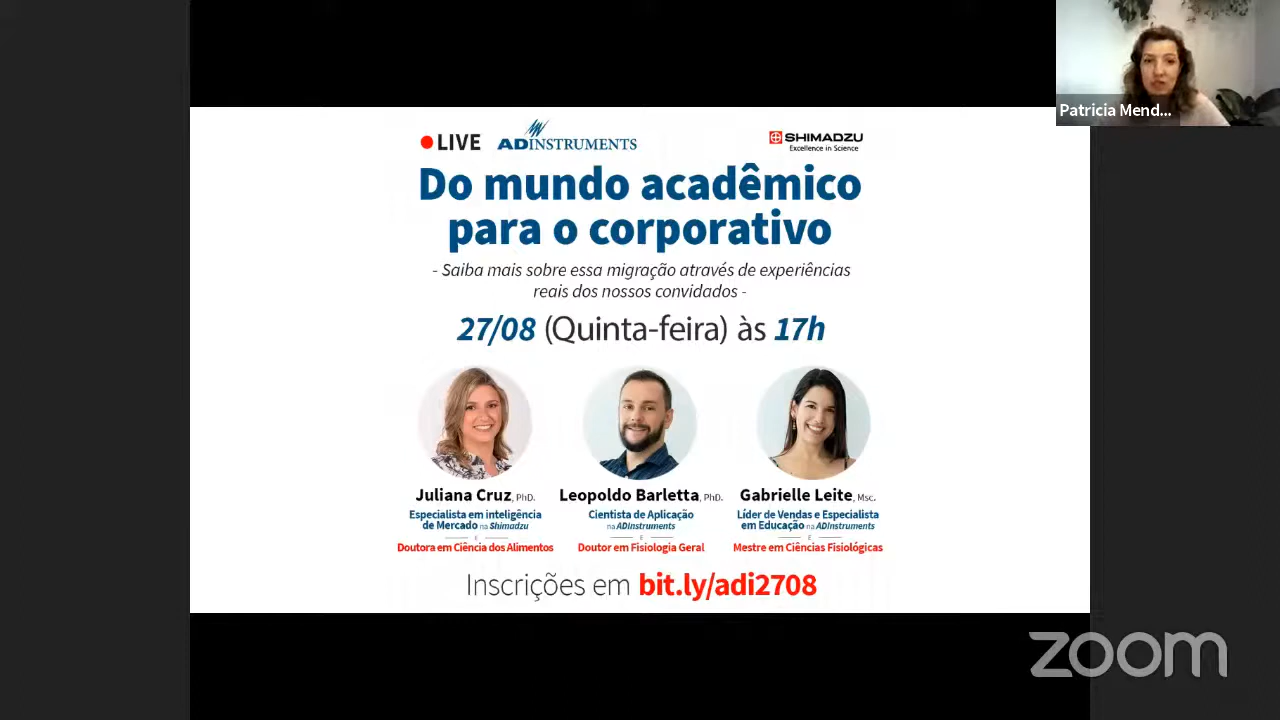 Patricia Mend...
LIVE ADINSTRUMENTS
SHIMADZU
Excellence in Science
Do mundo acadêmico
para o corporativo
- Saiba mais sobre essa migração através de experiências
reais dos nossos convidados -
27/08 (Quinta-feira) às 17h
Juliana Cruz, PhD.
Especialista em inteligência
de Mercado na Shimadzu
E
Doutora em Ciência dos Alimentos
Leopoldo Barletta, PhD.
Cientista de Aplicação
na ADInstruments
E
Doutor em Fisiologia Geral
Gabrielle Leite, Msc.
Líder de Vendas e Especialista
em Educação na ADInstruments
E
Mestre em Ciências Fisiológicas
Inscrições em bit.ly/adi2708
zoom